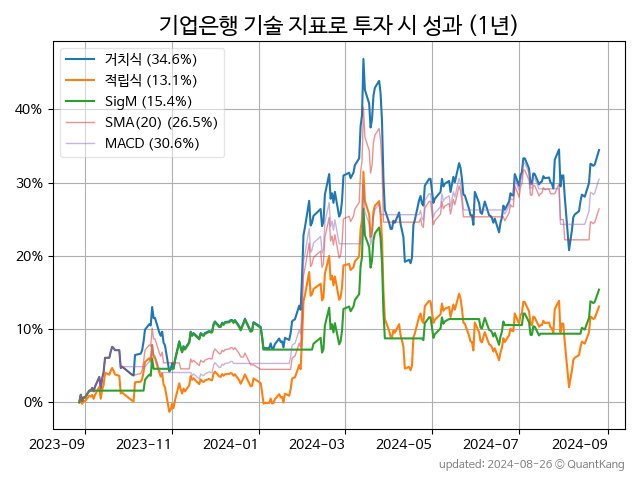 기업은행 기술 지표로 투자 시 성과 (1년)
거치식 (34.6%)
적립식 (13.1%)
SigM (15.4%)
SMA(20) (26.5%)
MACD (30.6%)
40%
30%
20%
10%
0%
2023-09 2023-11 2024-01 2024-03 2024-05 2024-07 2024-09
updated: 2024-08-26 © QuantKang